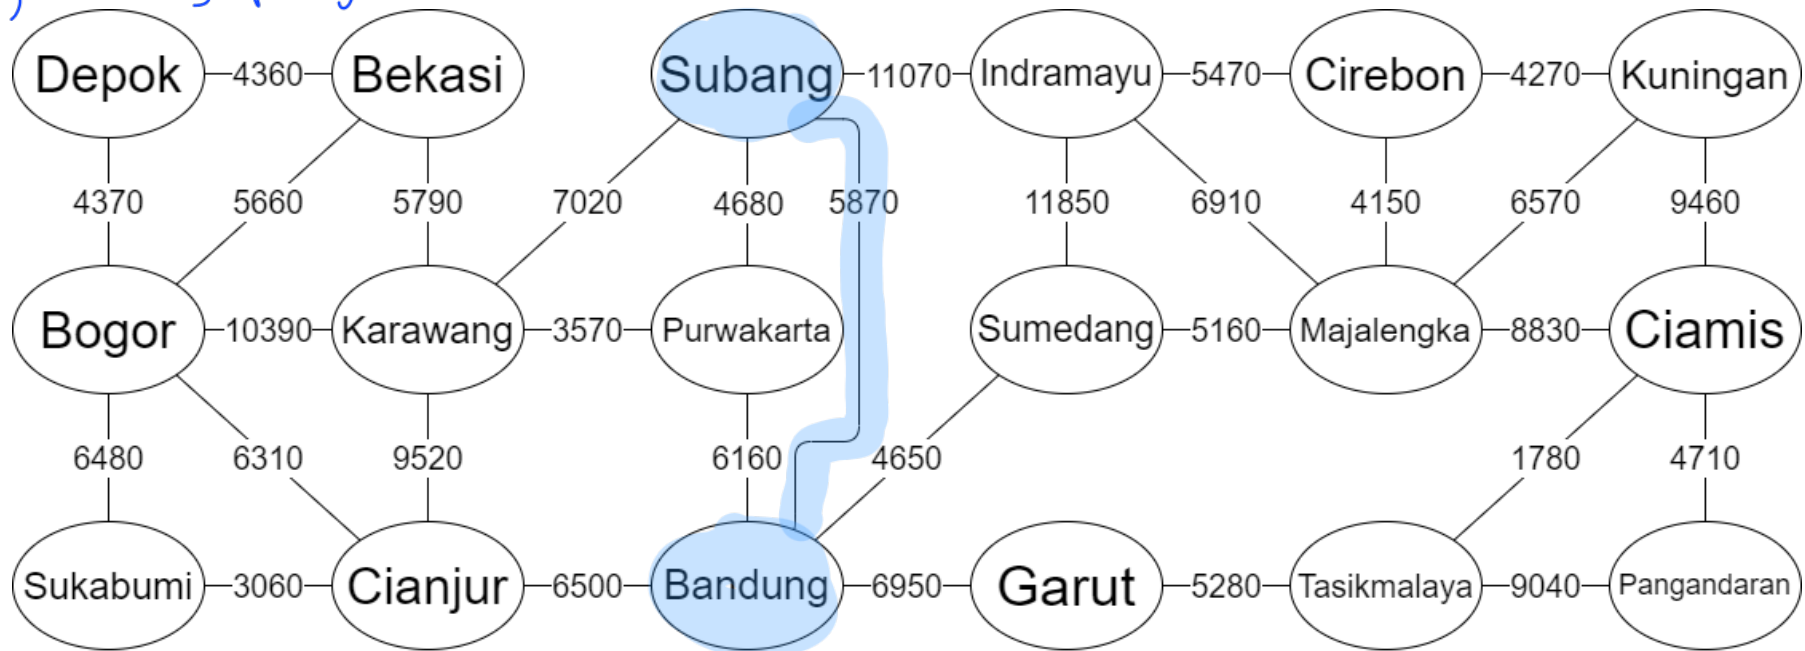 Depok 4360 Bekasi Subang 11070 Indramayu 5470 Cirebon 4270 Kuningan
4370 5660 5790 7020 4680 5870 11850 6910 4150 6570 9460
Bogor 10390 Karawang 3570 Purwakarta Sumedang 5160 Majalengka 8830 Ciamis
6480 6310 9520 6160 4650 1780 4710
Sukabumi 3060 Cianjur 6500 Bandung 6950 Garut 5280 Tasikmalaya 9040 Pangandaran